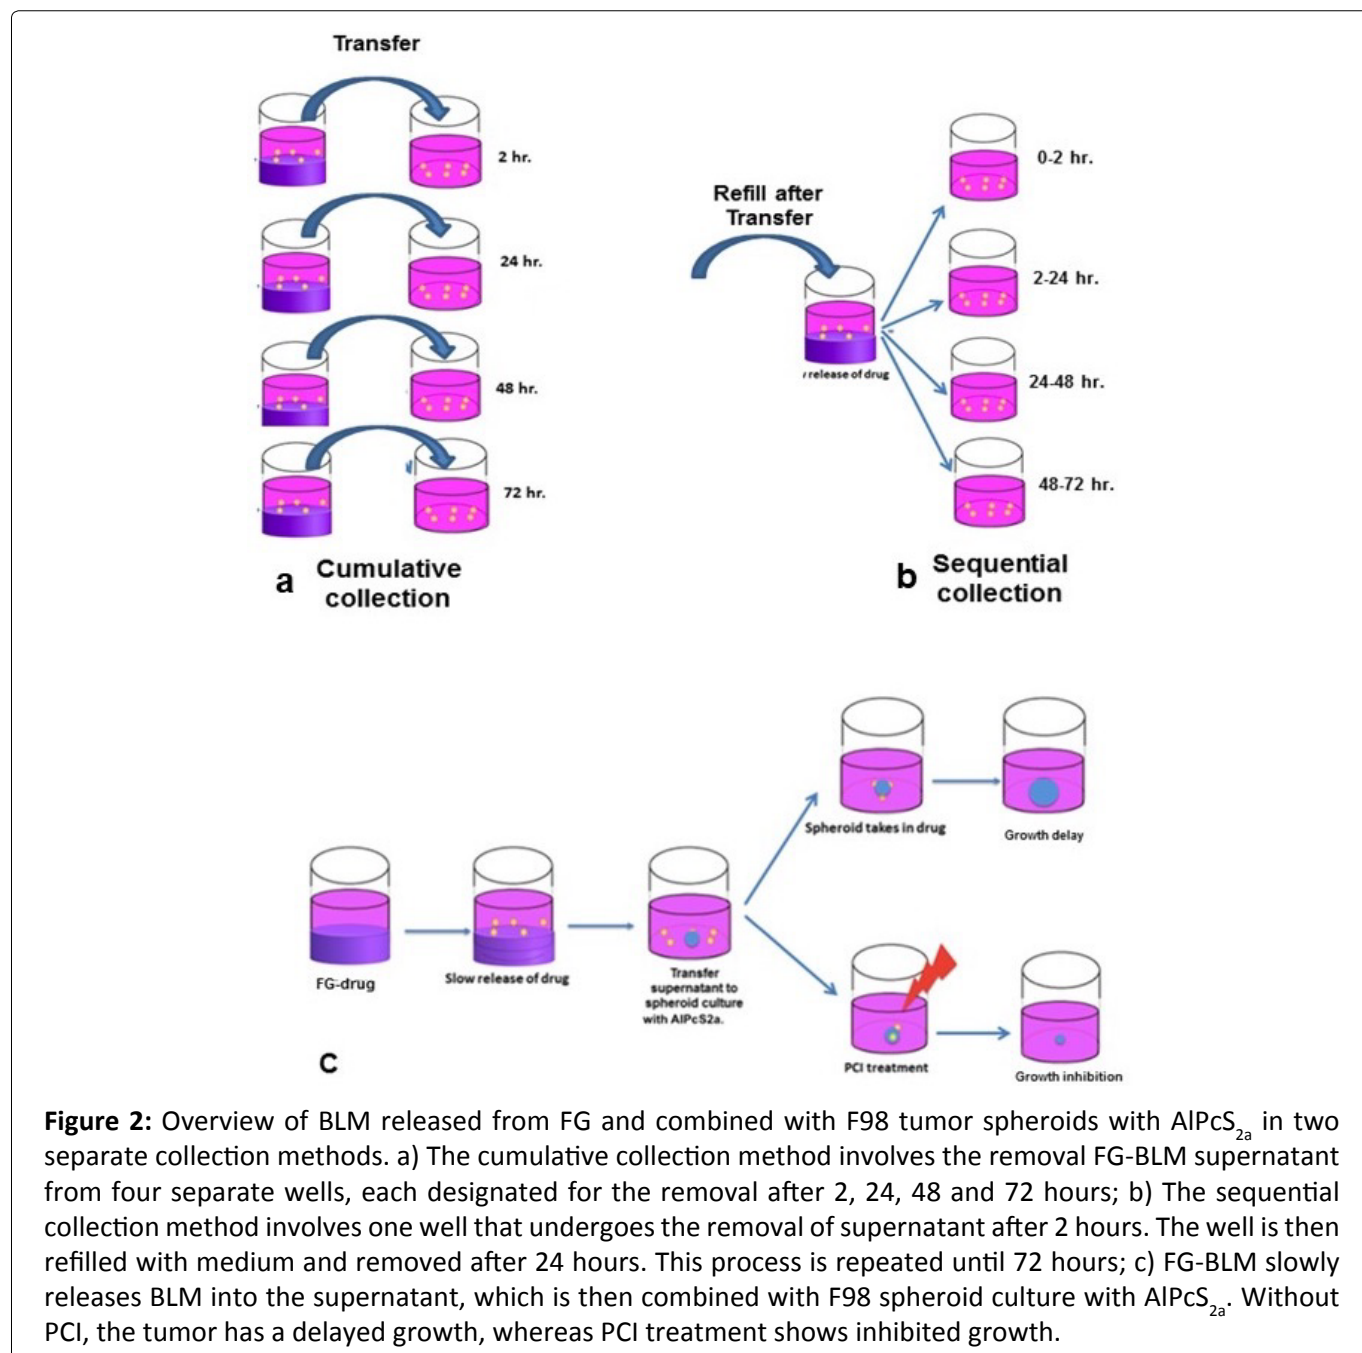 Transfer
2 hr.
24 hr.
48 hr.
72 hr.
a Cumulative
collection
Refill after
Transfer
release of drug
0-2 hr.
2-24 hr.
24-48 hr.
48-72 hr.
b Sequential
collection
FG-drug
Slow release of drug
Transfer
supernatant to
spheroid culture
with AlPcS2a.
Spheroid takes in drug
Growth delay
PCI treatment
Growth inhibition
c
Figure 2: Overview of BLM released from FG and combined with F98 tumor spheroids with AlPcS2a in two
separate collection methods. a) The cumulative collection method involves the removal FG-BLM supernatant
from four separate wells, each designated for the removal after 2, 24, 48 and 72 hours; b) The sequential
collection method involves one well that undergoes the removal of supernatant after 2 hours. The well is then
refilled with medium and removed after 24 hours. This process is repeated until 72 hours; c) FG-BLM slowly
releases BLM into the supernatant, which is then combined with F98 spheroid culture with AlPcS2a. Without
PCI, the tumor has a delayed growth, whereas PCI treatment shows inhibited growth.